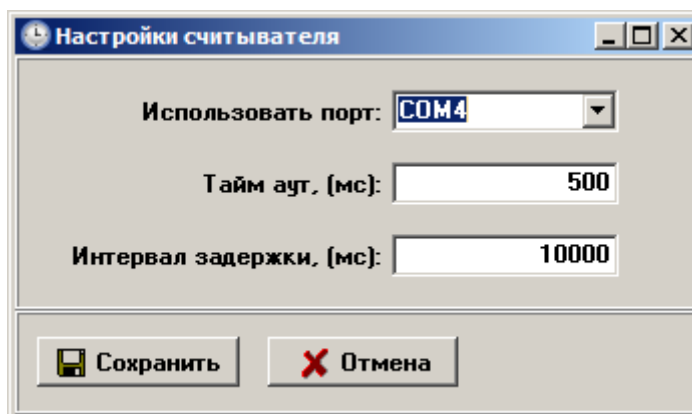 Настройки считывателя
Использовать порт: COM4
Тайм аут, (мс): 500
Интервал задержки, (мс): 10000
Сохранить Отмена